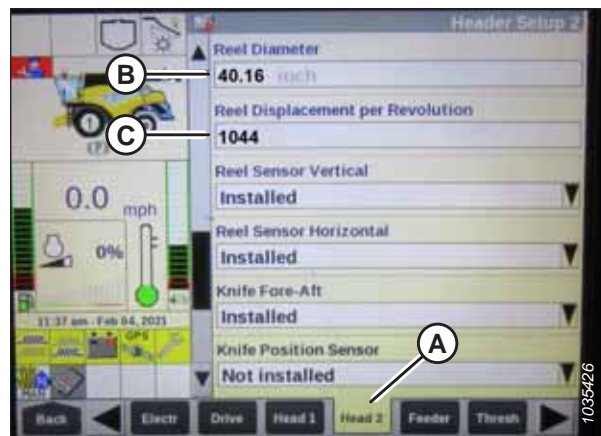 Header Setup 2
Reel Diameter
B
40.16 inch
Reel Displacement per Revolution
C
1044
Reel Sensor Vertical
Installed
0.0 mph
Reel Sensor Horizontal
0%
Installed
Knife Fore-Aft
Installed
11:37 am - Feb 04, 2021
GPS
Knife Position Sensor
A
Not installed
Back
Electr
Drive
Head 1
Head 2
Feeder
Thresh
1035426